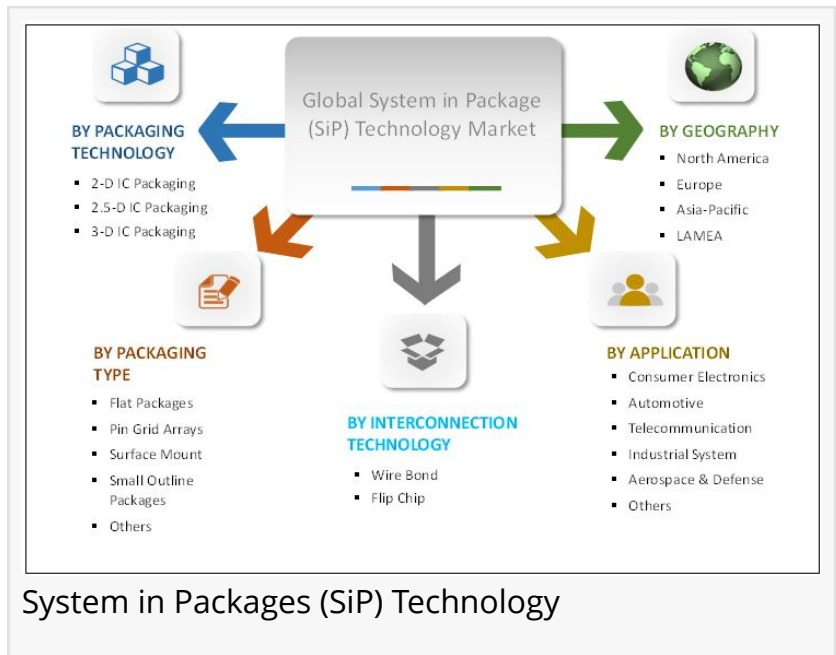 Global System in Package
(SiP) Technology Market
BY PACKAGING
TECHNOLOGY
▪ 2-D IC Packaging
▪ 2.5-D IC Packaging
▪ 3-D IC Packaging
BY GEOGRAPHY
▪ North America
▪ Europe
▪ Asia-Pacific
▪ LAMEA
BY PACKAGING
TYPE
▪ Flat Packages
▪ Pin Grid Arrays
▪ Surface Mount
▪ Small Outline
Packages
▪ Others
BY INTERCONNECTION
TECHNOLOGY
▪ Wire Bond
▪ Flip Chip
BY APPLICATION
▪ Consumer Electronics
▪ Automotive
▪ Telecommunication
▪ Industrial System
▪ Aerospace & Defense
▪ Others
System in Packages (SiP) Technology